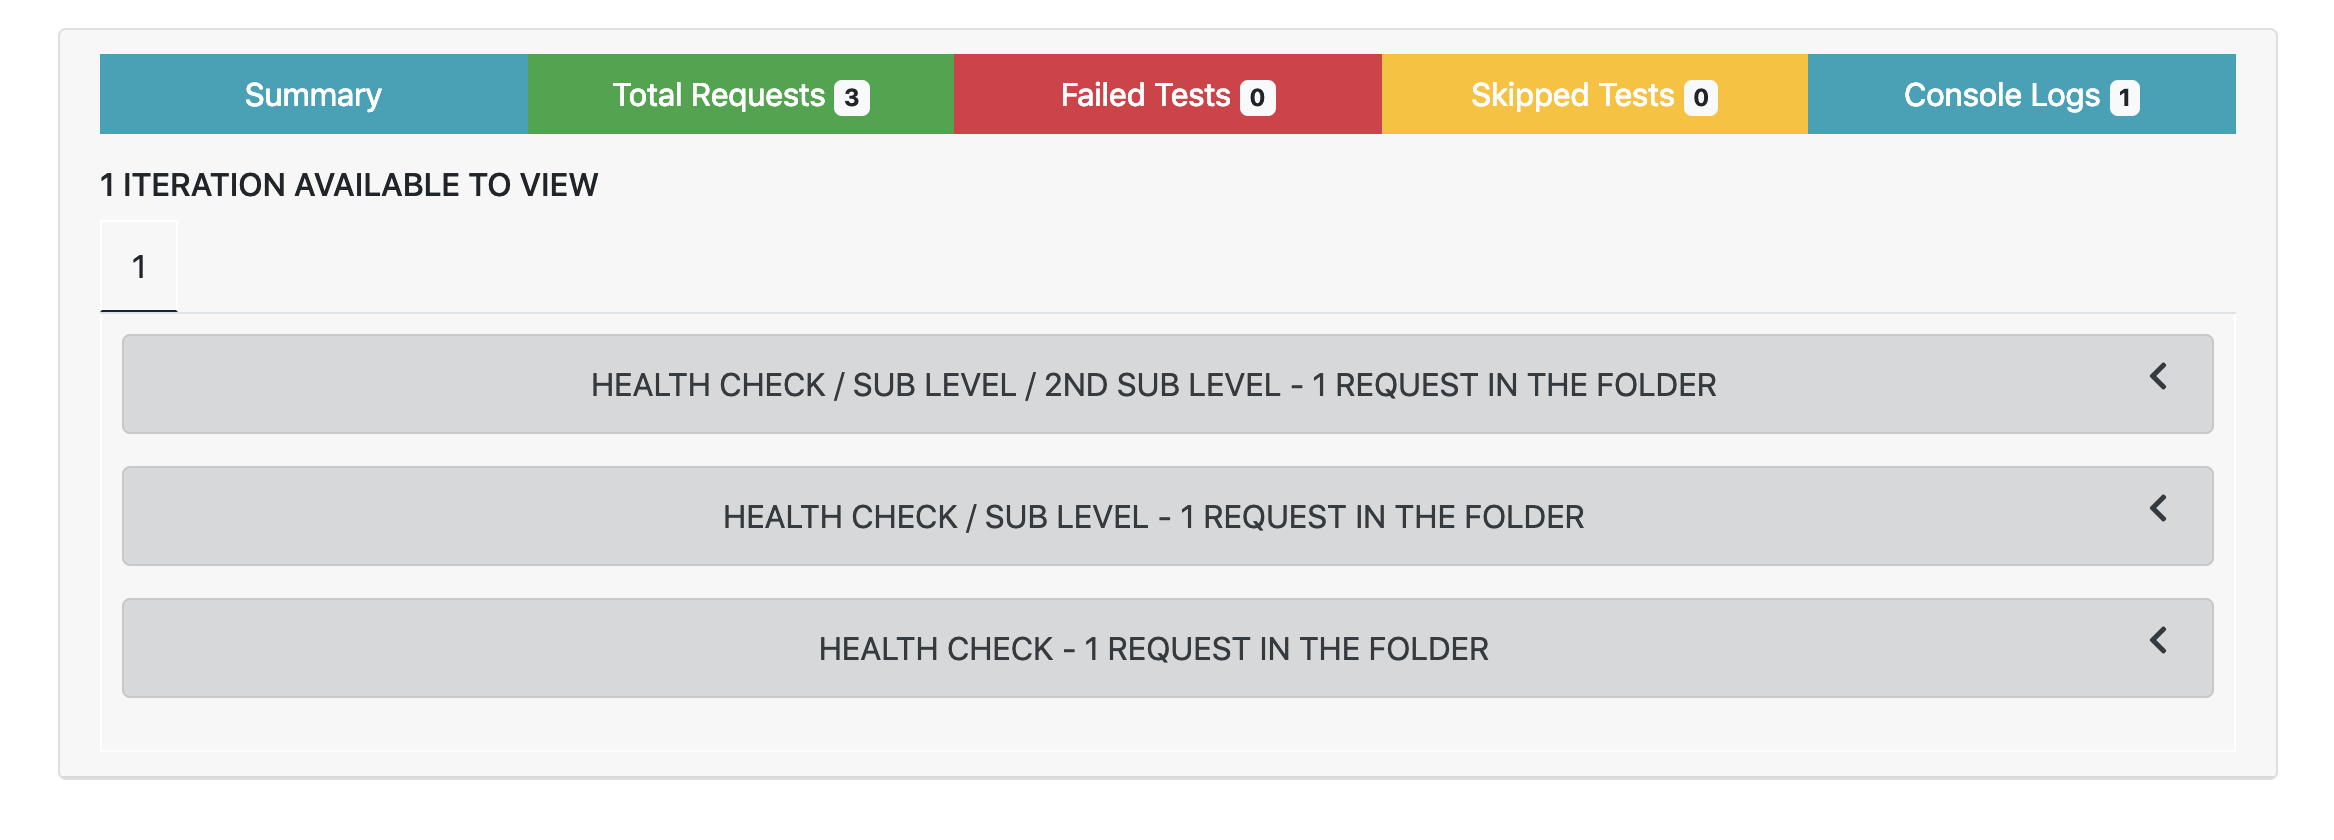 Summary Total Requests 3 Failed Tests 0 Skipped Tests 0 Console Logs 1
1 ITERATION AVAILABLE TO VIEW
1
HEALTH CHECK / SUB LEVEL / 2ND SUB LEVEL - 1 REQUEST IN THE FOLDER
HEALTH CHECK / SUB LEVEL - 1 REQUEST IN THE FOLDER
HEALTH CHECK - 1 REQUEST IN THE FOLDER